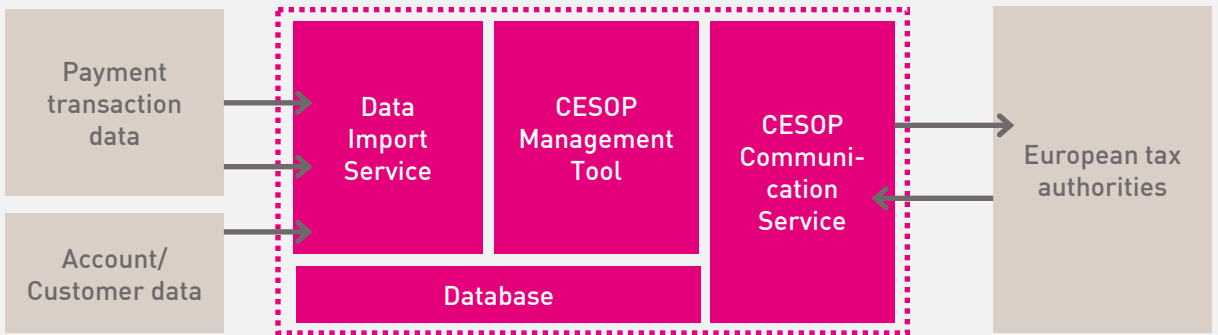 Payment
transaction
data
Account/
Customer data
Data
Import
Service
CESOP
Management
Tool
Database
CESOP
Communi-
cation
Service
European tax
authorities